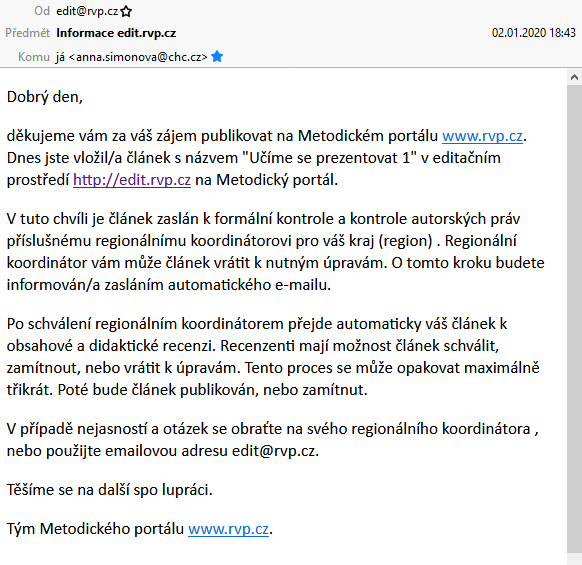 Od edit@rvp.cz
Předmět Informace edit.rvp.cz 02.01.2020 18:43
Komu já <anna.simonova@chc.cz>
Dobrý den,
děkujeme vám za váš zájem publikovat na Metodickém portálu www.rvp.cz.
Dnes jste vložil/a článek s názvem "Učíme se prezentovat 1" v editačním
prostředí http://edit.rvp.cz na Metodický portál.
V tuto chvíli je článek zaslán k formální kontrole a kontrole autorských práv
příslušnému regionálnímu koordinátorovi pro váš kraj (region) . Regionální
koordinátor vám může článek vrátit k nutným úpravám. O tomto kroku budete
informován/a zasláním automatického e-mailu.
Po schválení regionálním koordinátorem přejde automaticky váš článek k
obsahové a didaktické recenzi. Recenzenti mají možnost článek schválit,
zamítnout, nebo vrátit k úpravám. Tento proces se může opakovat maximálně
třikrát. Poté bude článek publikován, nebo zamítnut.
V případě nejasností a otázek se obraťte na svého regionálního koordinátora ,
nebo použijte emailovou adresu edit@rvp.cz.
Těšíme se na další spo lupráci.
Tým Metodického portálu www.rvp.cz.